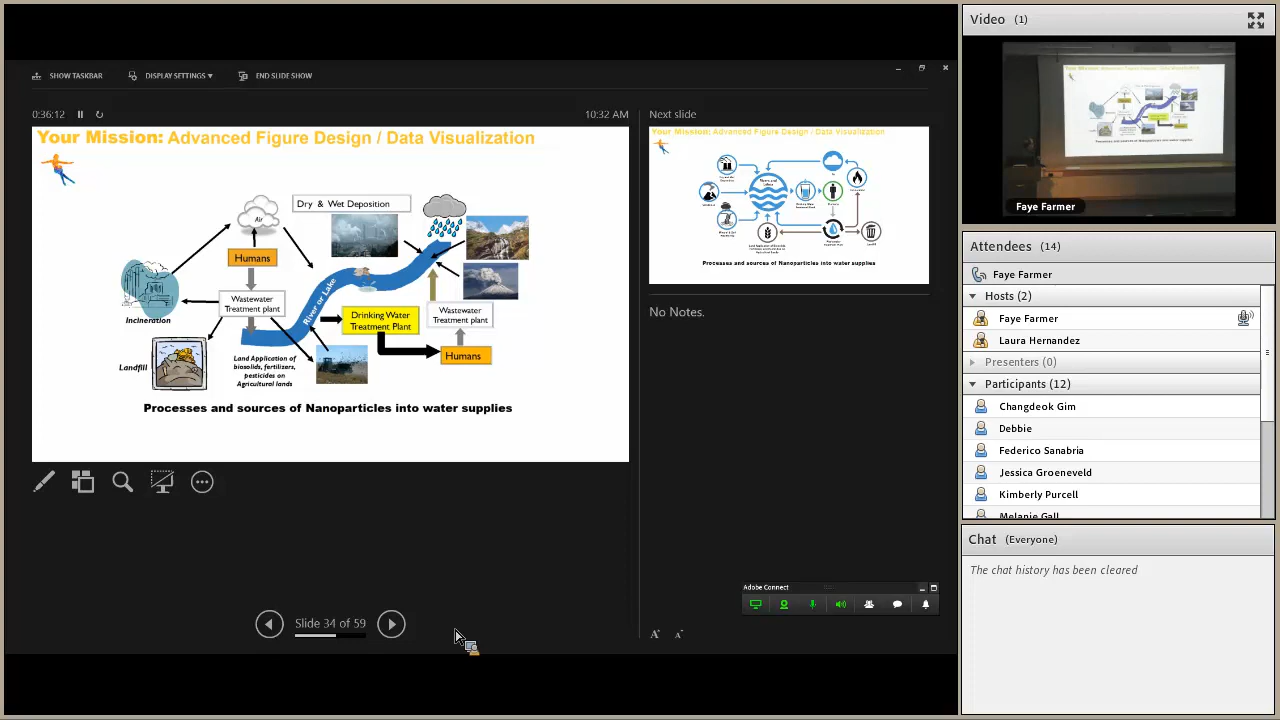 SHOW TASKBAR
DISPLAY SETTINGS ▾
END SLIDE SHOW
0:36:12
10:32 AM
Your Mission: Advanced Figure Design / Data Visualization
Air
Dry & Wet Deposition
Humans
Incineration
Wastewater
Treatment plant
River or Lake
Drinking Water
Treatment Plant
Wastewater
Treatment plant
Humans
Landfill
Land Application of
biosolids, fertilizers,
pesticides on
Agricultural lands
Processes and sources of Nanoparticles into water supplies
Slide 34 of 59
Next slide
Your Mission: Advanced Figure Design / Data Visualization
Processes and sources of Nanoparticles into water supplies
No Notes.
Adobe Connect
A
A
Video (1)
Faye Farmer
Attendees (14)
Faye Farmer
Hosts (2)
Faye Farmer
Laura Hernandez
Presenters (0)
Participants (12)
Changdeok Gim
Debbie
Federico Sanabria
Jessica Groeneveld
Kimberly Purcell
Melanie Gall
Chat (Everyone)
The chat history has been cleared